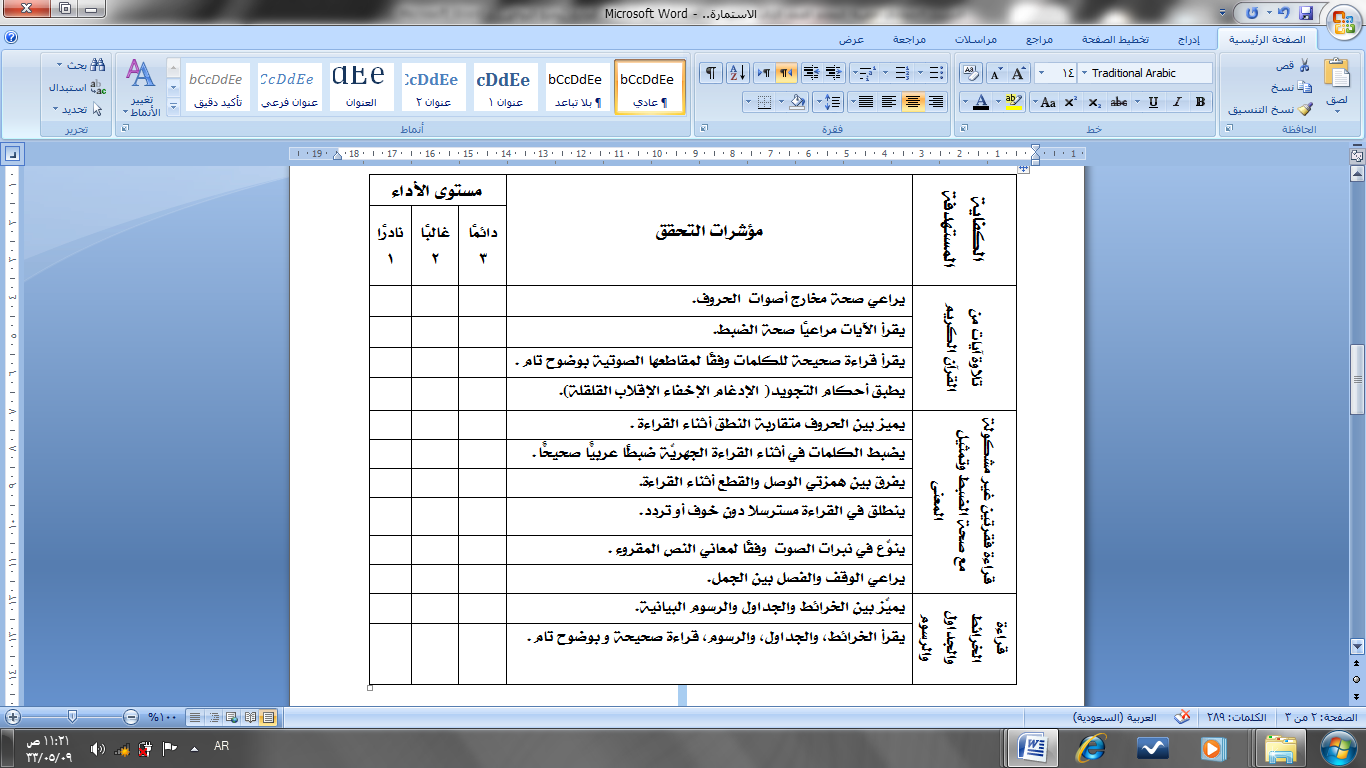 الاستمارة.. - Microsoft Word
الصفحة الرئيسية
إدراج
تخطيط الصفحة
مراجع
مراسلات
مراجعة
عرض
لصق
قص
نسخ
نسخ التنسيق
الحافظة
Traditional Arabic
١٤
خط
فقرة
AaBbCcDdEe
¶ عادي
¶ بلا تباعد
عنوان ١
عنوان ٢
العنوان
عنوان فرعي
تأكيد دقيق
أنماط
تغيير الأنماط
بحث
استبدال
تحديد
تحرير
الكفاية المستهدفة
مؤشرات التحقق
مستوى الأداء
دائمًا
٣
غالبًا
٢
نادرًا
١
تلاوة آيات من القرآن الكريم
يراعي صحة مخارج أصوات الحروف.
يقرأ الآيات مراعيًا صحة الضبط.
يقرأ قراءة صحيحة للكلمات وفقًا لمقاطعها الصوتية بوضوح تام .
يطبق أحكام التجويد( الإدغام الإخفاء الإقلاب القلقلة).
قراءة فقرتين غير مشكولة مع صحة الضبط وتمثيل المعنى
يميز بين الحروف متقاربة النطق أثناء القراءة .
يضبط الكلمات في أثناء القراءة الجهريَّة ضبطًا عربيًّا صحيحًا .
يفرق بين همزتي الوصل والقطع أثناء القراءة.
ينطلق في القراءة مسترسلا دون خوف أو تردد.
ينوِّع في نبرات الصوت وفقًا لمعاني النص المقروء .
يراعي الوقف والفصل بين الجمل.
قراءة الخرائط والجداول والرسوم
يميِّز بين الخرائط والجداول والرسوم البيانية.
يقرأ الخرائط، والجداول، والرسوم، قراءة صحيحة و بوضوح تام .
الصفحة: ٢ من ٣
الكلمات: ٢٨٩
العربية (السعودية)
١٠٠%
AR
١١:٢١ ص
٣٣/٠٥/٠٩